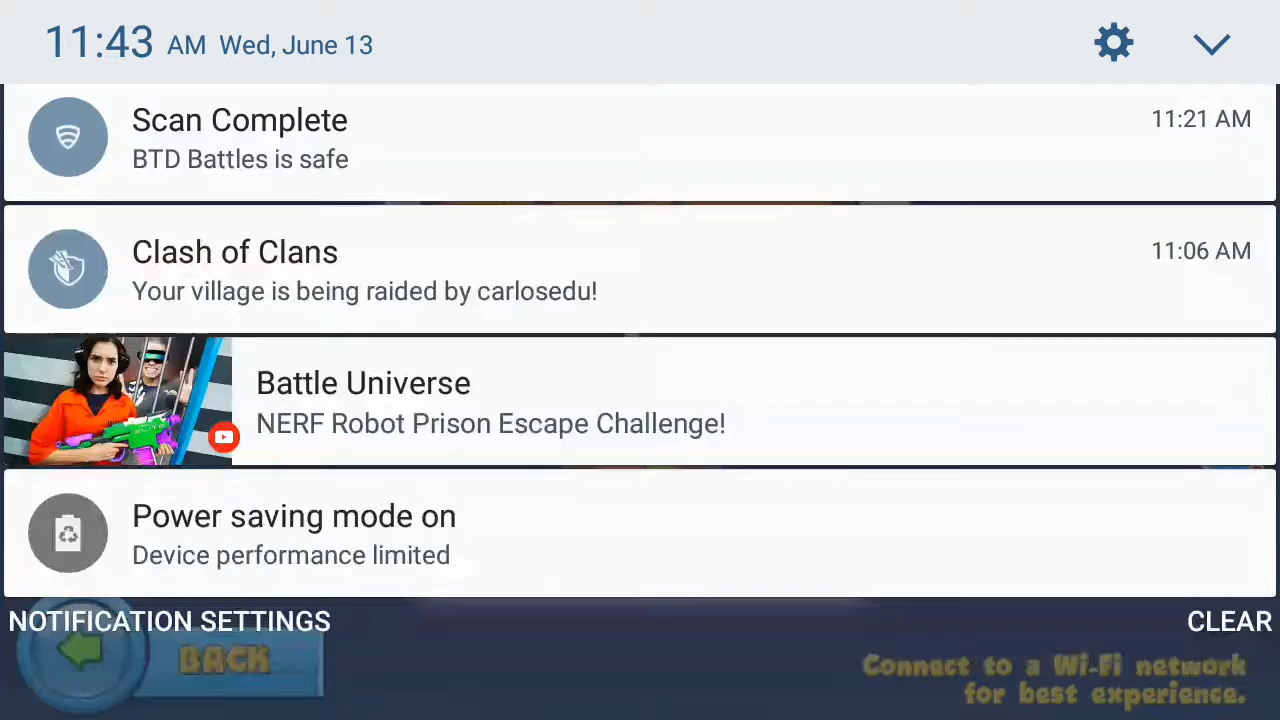 11:43 AM Wed, June 13
Scan Complete
11:21 AM
BTD Battles is safe
Clash of Clans
11:06 AM
Your village is being raided by carlosedu!
Battle Universe
NERF Robot Prison Escape Challenge!
ELITE
Power saving mode on
Device performance limited
NOTIFICATION SETTINGS
CLEAR
BACK
Connect to a Wi-Fi network
for best experience.